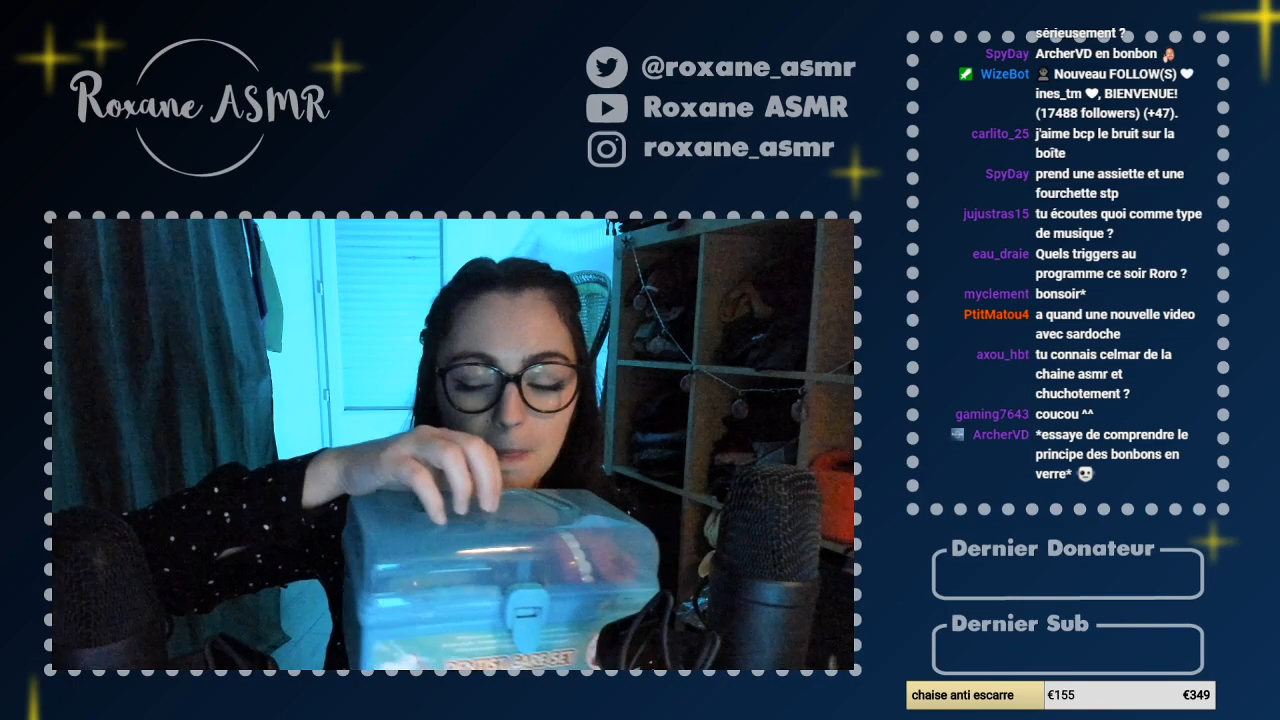 Roxane ASMR
@roxane_asmr
Roxane ASMR
roxane_asmr
sérieusement ?
SpyDay ArcherVD en bonbon
WizeBot Nouveau FOLLOW(S)
ines_tm, BIENVENUE!
(17488 followers) (+47).
carlito_25 j'aime bcp le bruit sur la
boîte
SpyDay prend une assiette et une
fourchette stp
jujustras15 tu écoutes quoi comme type
de musique ?
eau_draie Quels triggers au
programme ce soir Roro ?
myclement bonsoir*
PtitMatou4 a quand une nouvelle video
avec sardoche
axou_hbt tu connais celmar de la
chaine asmr et
chuchotement ?
gaming7643 coucou ^^
ArcherVD *essaye de comprendre le
principe des bonbons en
verre*
DENTIST CARE SET
Dernier Donateur
Dernier Sub
chaise anti escarre €155 €349